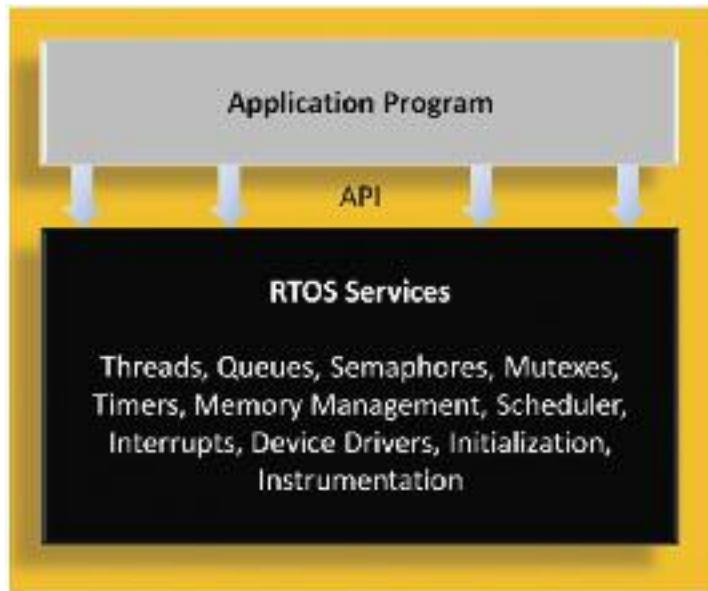 Application Program
API
RTOS Services
Threads, Queues, Semaphores, Mutexes,
Timers, Memory Management, Scheduler,
Interrupts, Device Drivers, Initialization,
Instrumentation